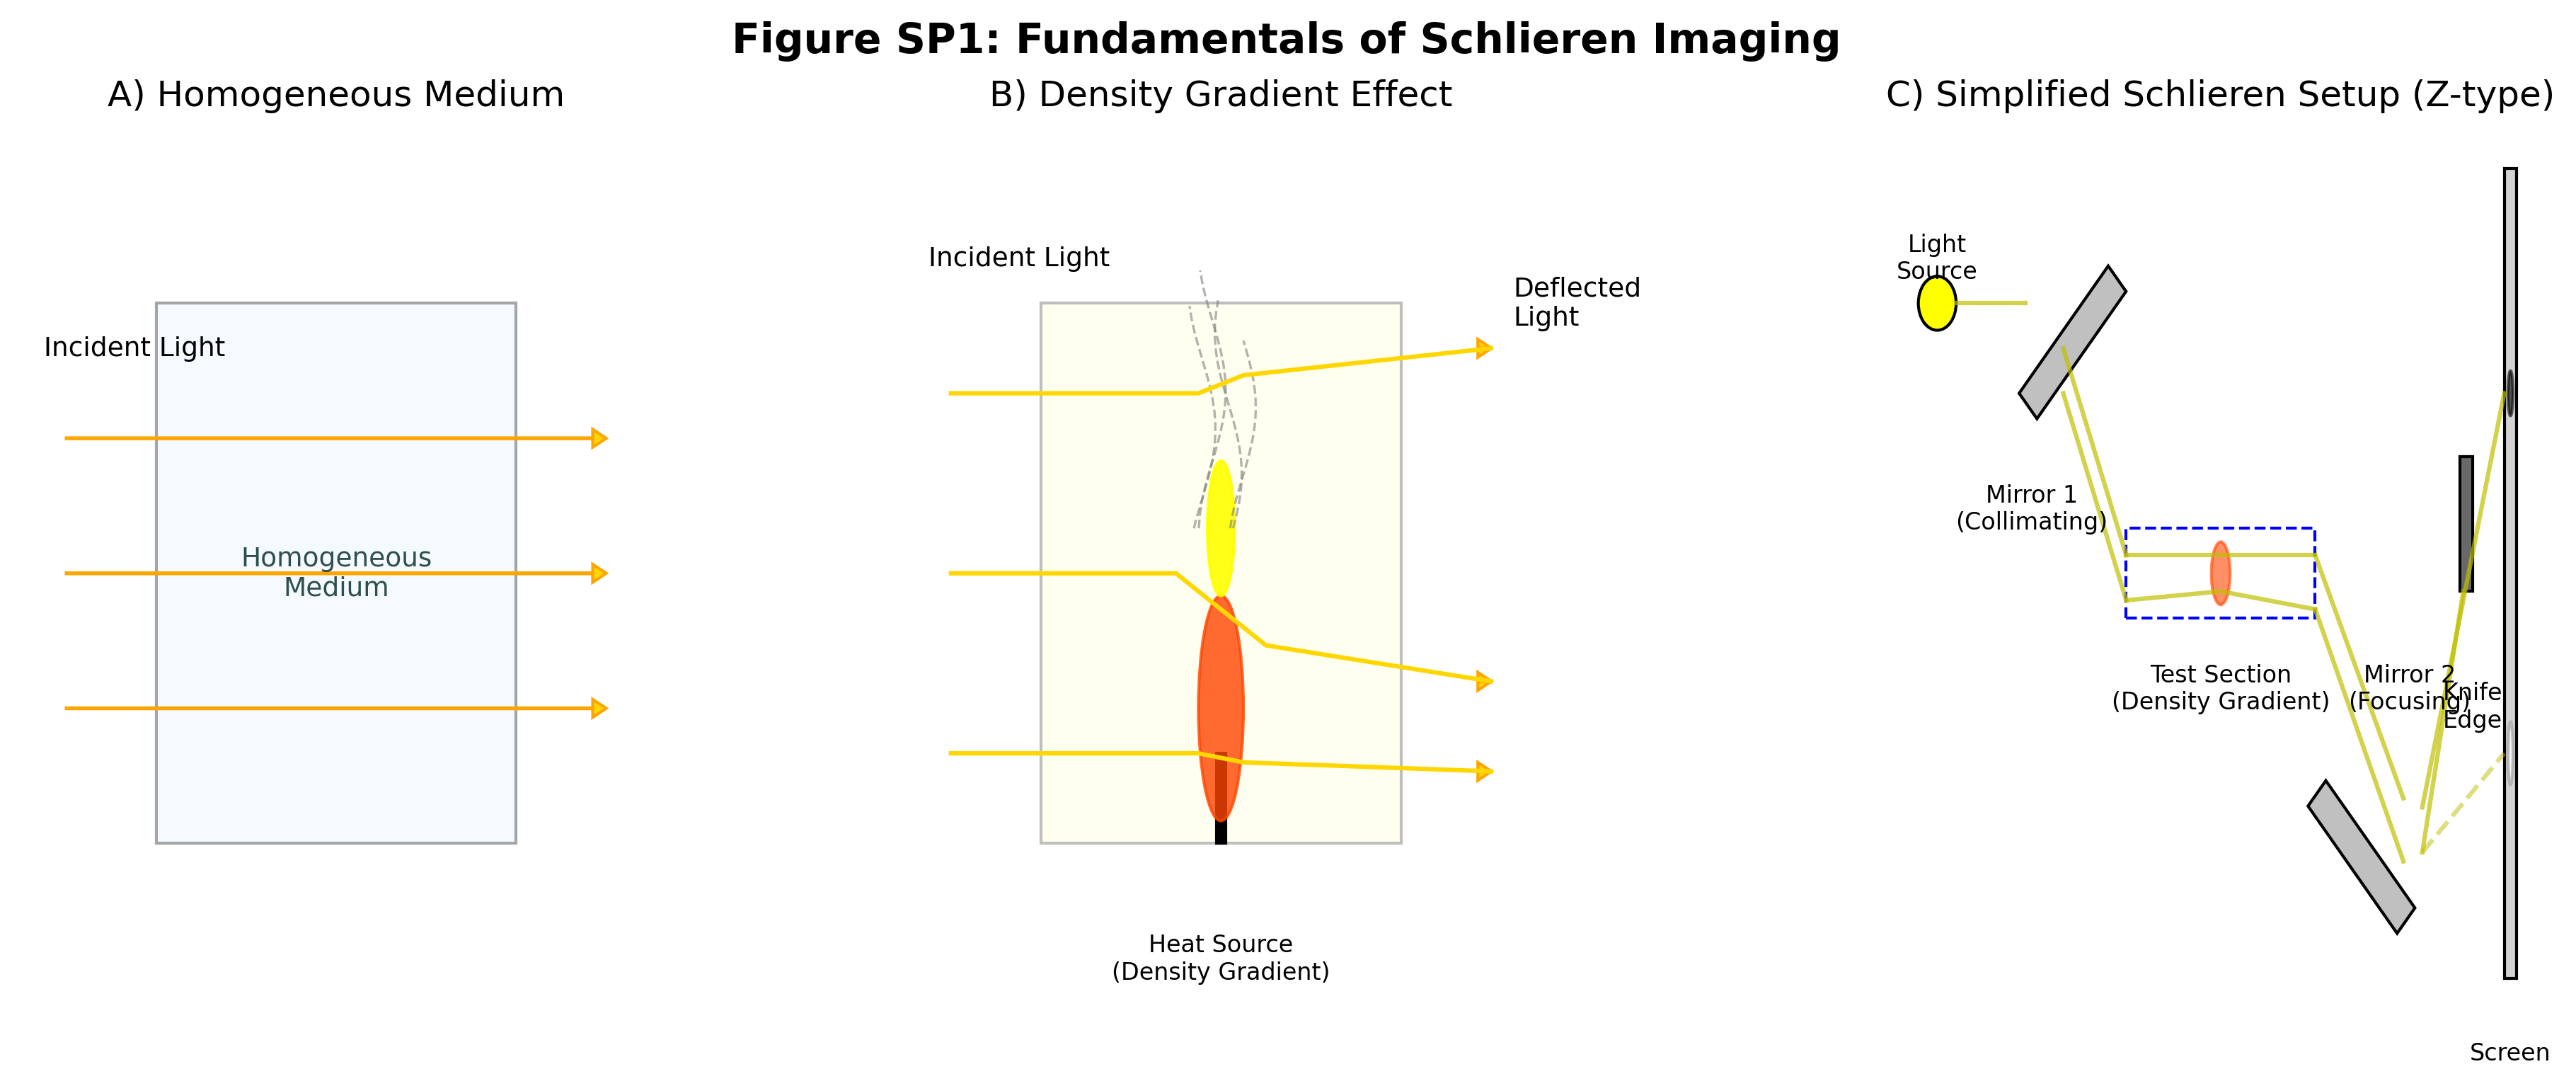 Figure SP1: Fundamentals of Schlieren Imaging
A) Homogeneous Medium
Incident Light
Homogeneous
Medium
B) Density Gradient Effect
Incident Light
Deflected
Light
Heat Source
(Density Gradient)
C) Simplified Schlieren Setup (Z-type)
Light
Source
Mirror 1
(Collimating)
Test Section
(Density Gradient)
Mirror 2
(Focusing)
Knife
Edge
Screen